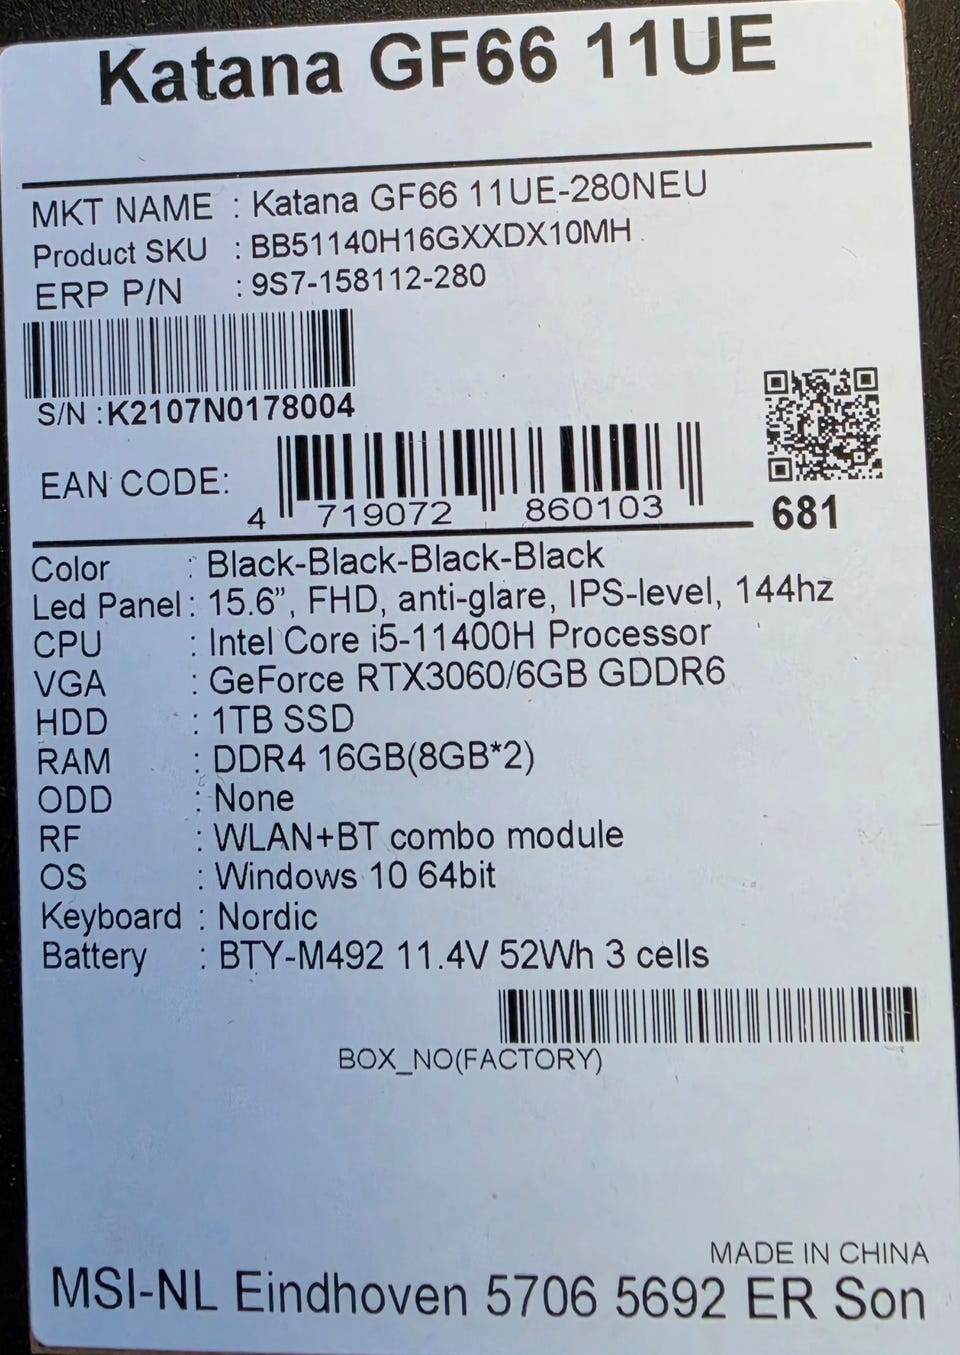 Katana GF66 11UE
MKT NAME : Katana GF66 11UE-280NEU
Product SKU : BB51140H16GXXDX10MH
ERP P/N : 9S7-158112-280
S/N :K2107N0178004
EAN CODE:
4 719072 860103
681
Color : Black-Black-Black-Black
Led Panel : 15.6”, FHD, anti-glare, IPS-level, 144hz
CPU : Intel Core i5-11400H Processor
VGA : GeForce RTX3060/6GB GDDR6
HDD : 1TB SSD
RAM : DDR4 16GB(8GB*2)
ODD : None
RF : WLAN+BT combo module
OS : Windows 10 64bit
Keyboard : Nordic
Battery : BTY-M492 11.4V 52Wh 3 cells
BOX_NO(FACTORY)
MADE IN CHINA
MSI-NL Eindhoven 5706 5692 ER Son